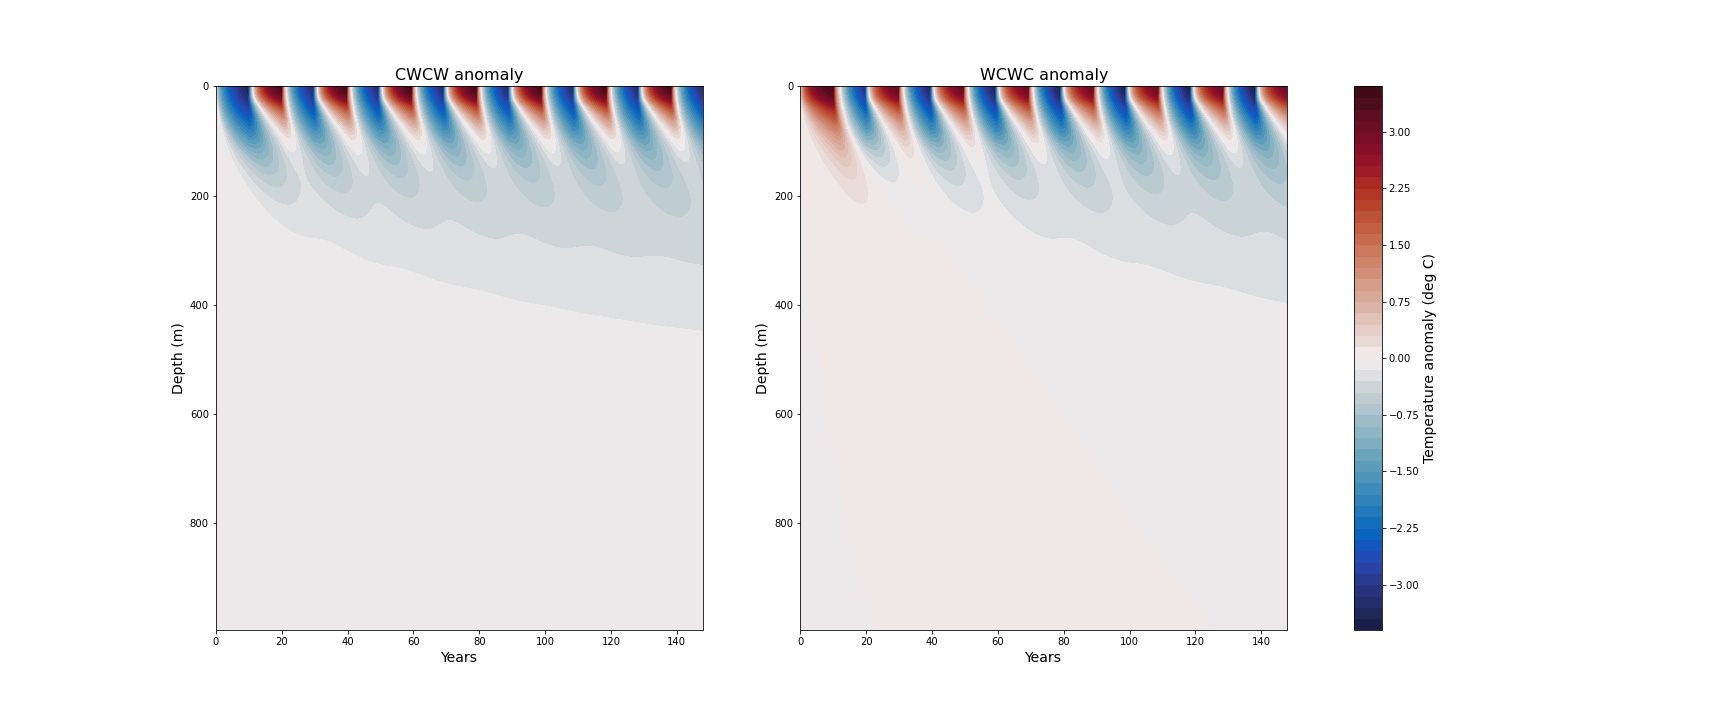 CWCW anomaly
0
200
400
600
800
Depth (m)
0 20 40 60 80 100 120 140
Years
WCWC anomaly
0
200
400
600
800
Depth (m)
0 20 40 60 80 100 120 140
Years
3.00
2.25
1.50
0.75
0.00
−0.75
−1.50
−2.25
−3.00
Temperature anomaly (deg C)